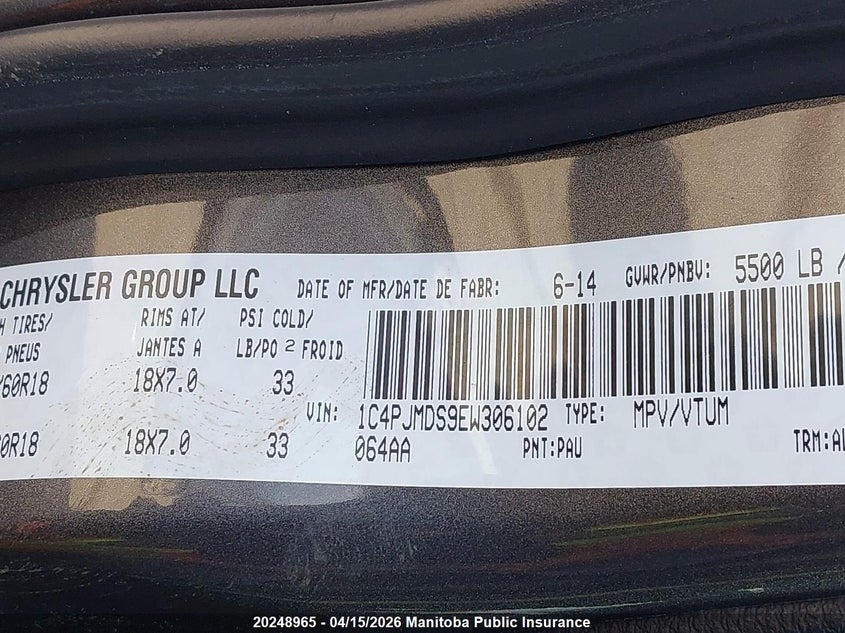 CHRYSLER GROUP LLC DATE OF MFR/DATE DE FABR: 6-14 GVWR/PNBV: 5500 LB /
TIRES/ RIMS AT/ PSI COLD/
PNEUS JANTES A LB/PO 2 FROID
60R18 18X7.0 33
VIN: 1C4PJMDS9EW306102 TYPE: MPV/VTUM
0R18 18X7.0 33 064AA PNT:PAU TRM:
20248965 - 04/15/2026 Manitoba Public Insurance